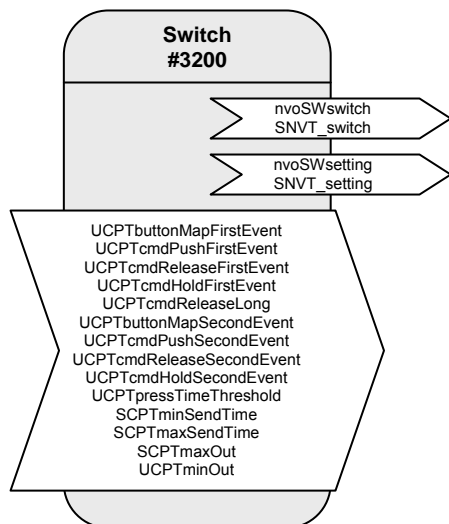 Switch
#3200
nvoSWswitch
SNVT_switch
nvoSWsetting
SNVT_setting
UCPTbuttonMapFirstEvent
UCPTcmdPushFirstEvent
UCPTcmdReleaseFirstEvent
UCPTcmdHoldFirstEvent
UCPTcmdReleaseLong
UCPTbuttonMapSecondEvent
UCPTcmdPushSecondEvent
UCPTcmdReleaseSecondEvent
UCPTcmdHoldSecondEvent
UCPTpressTimeThreshold
SCPTminSendTime
SCPTmaxSendTime
SCPTmaxOut
UCPTminOut